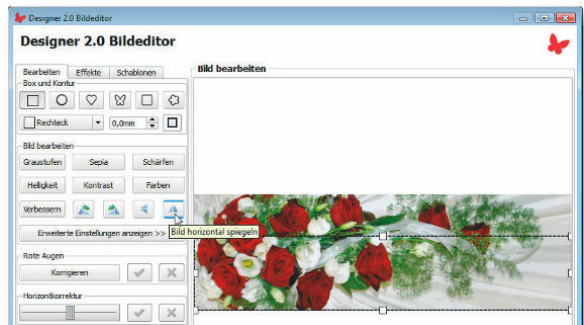 Designer 2.0 Bildeditor
Designer 2.0 Bildeditor
Bearbeiten Effekte Schablonen
Box und Kontur
Rechteck 0,0mm
Bild bearbeiten
Graustufen Sepia Schärfen
Helligkeit Kontrast Farben
Verbessern
Erweiterte Einstellungen anzeigen >>
Rote Augen
Korrigieren
Horizontkorrektur
Bild bearbeiten
Bild horizontal spiegeln